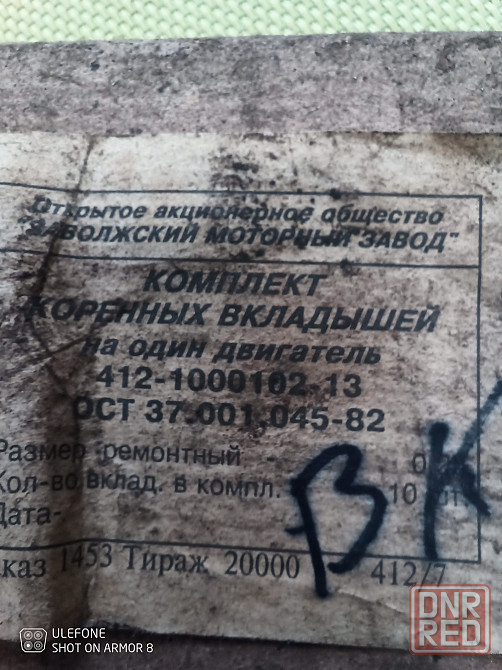 Открытое акционерное общество
"ЗАВОЛЖСКИЙ МОТОРНЫЙ ЗАВОД"
КОМПЛЕКТ
КОРЕННЫХ ВКЛАДЫШЕЙ
на один двигатель
412-1000102-13
ОСТ 37.001.045-82
Размер ремонтный
Кол-во вклад. в компл. 10
Дата-
ВК
каз 1453 Тираж 20000 412/7
DNR
RED
ULEFONE
SHOT ON ARMOR 8